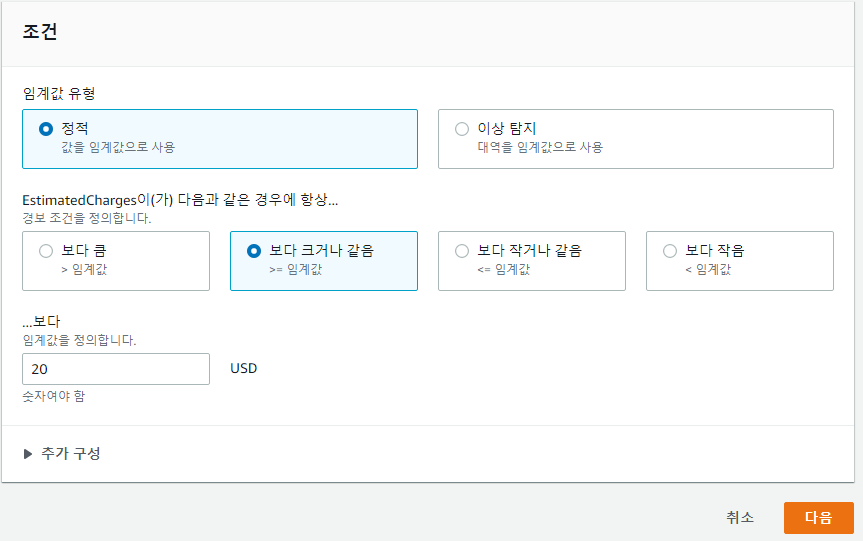 조건
임계값 유형
정적
값을 임계값으로 사용
이상 탐지
대역을 임계값으로 사용
EstimatedCharges이(가) 다음과 같은 경우에 항상...
경보 조건을 정의합니다.
보다 큼
> 임계값
보다 크거나 같음
>= 임계값
보다 작거나 같음
<= 임계값
보다 작음
< 임계값
...보다
임계값을 정의합니다.
20 USD
숫자여야 함
추가 구성
취소 다음